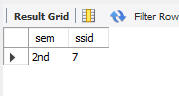 Result Grid Filter Row
sem ssid
2nd 7